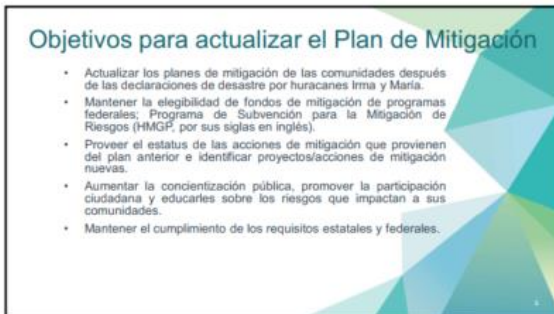 Objetivos para actualizar el Plan de Mitigación
• Actualizar los planes de mitigación de las comunidades después
de las declaraciones de desastre por huracanes Irma y María.
• Mantener la elegibilidad de fondos de mitigación de programas
federales; Programa de Subvención para la Mitigación de
Riesgos (HMGP, por sus siglas en inglés).
• Proveer el estatus de las acciones de mitigación que provienen
del plan anterior e identificar proyectos/acciones de mitigación
nuevas.
• Aumentar la concientización pública, promover la participación
ciudadana y educarles sobre los riesgos que impactan a sus
comunidades.
• Mantener el cumplimiento de los requisitos estatales y federales.